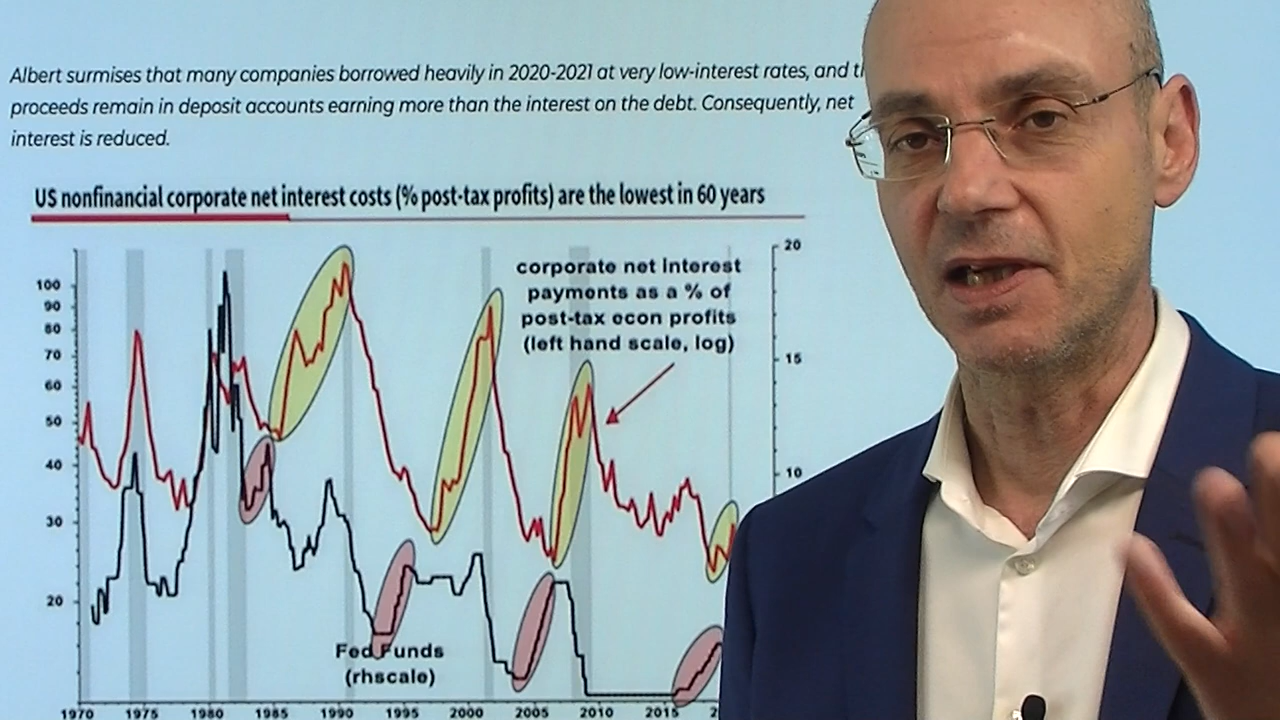 Albert surmises that many companies borrowed heavily in 2020-2021 at very low-interest rates, and
proceeds remain in deposit accounts earning more than the interest on the debt. Consequently, net
interest is reduced.
US nonfinancial corporate net interest costs (% post-tax profits) are the lowest in 60 years
20
corporate net interest
100
payments as a % of
90
post-tax econ profits
80
(left hand scale, log)
70
15
60
50
40
10
30
20
Fed Funds
(rhscale)
1970 1975 1980 1985 1990 1995 2000 2005 2010 2015